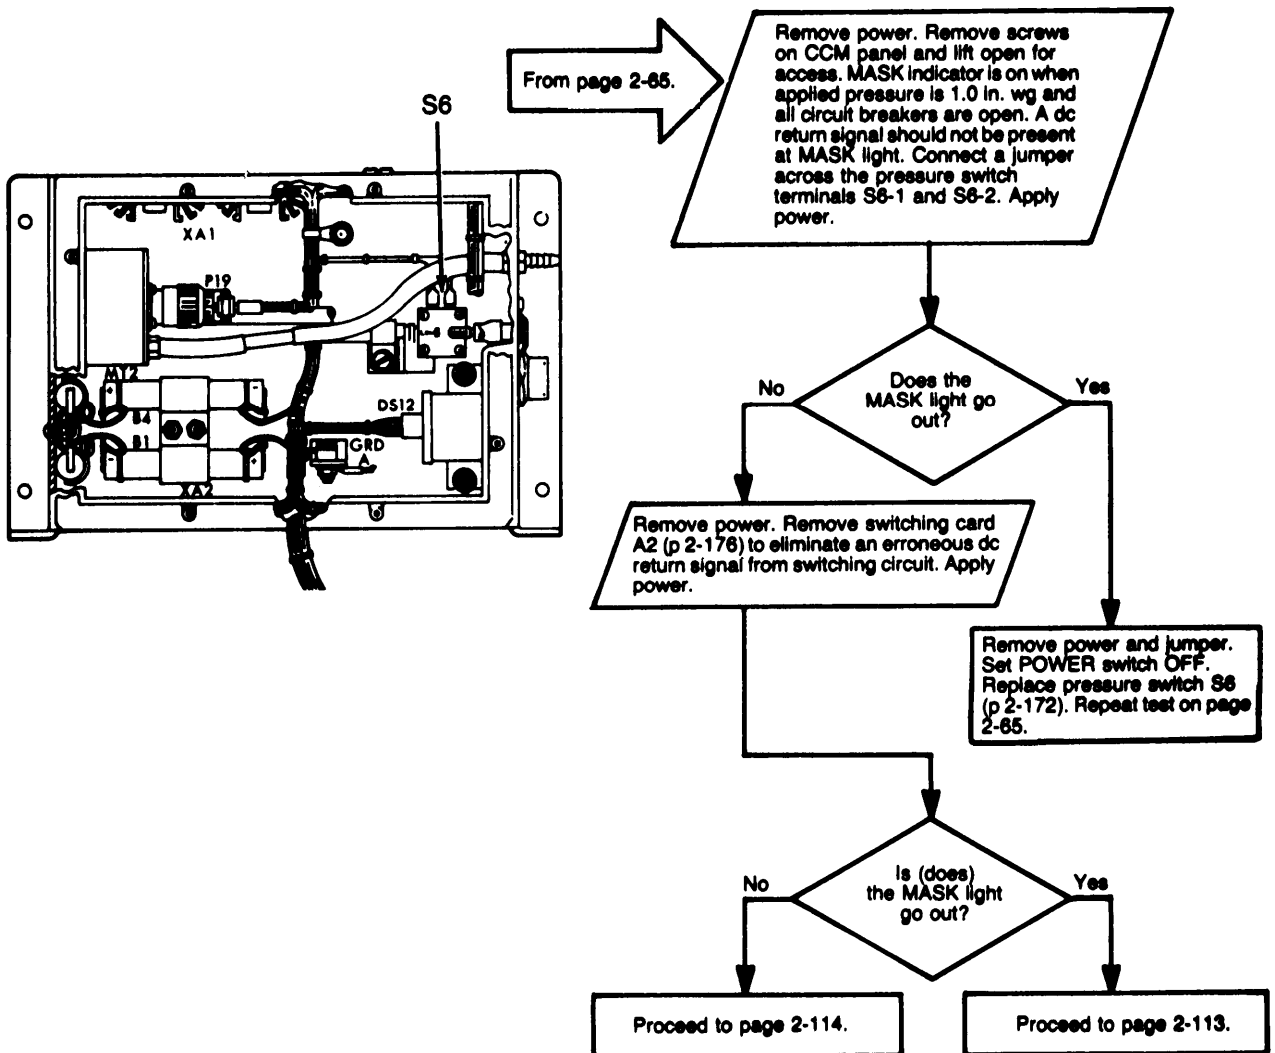 From page 2-65.
Remove power. Remove screws
on CCM panel and lift open for
access. MASK indicator is on when
applied pressure is 1.0 in. wg and
all circuit breakers are open. A dc
return signal should not be present
at MASK light. Connect a jumper
across the pressure switch
terminals S6-1 and S6-2. Apply
power.
S6
XA1
P19
MT2
B4
B1
XA2
DS12
GRD
A
No
Does the
MASK light go
out?
Yes
Remove power. Remove switching card
A2 (p 2-176) to eliminate an erroneous dc
return signal from switching circuit. Apply
power.
Remove power and jumper.
Set POWER switch OFF.
Replace pressure switch S6
(p 2-172). Repeat test on page
2-65.
No
Is (does)
the MASK light
go out?
Yes
Proceed to page 2-114.
Proceed to page 2-113.